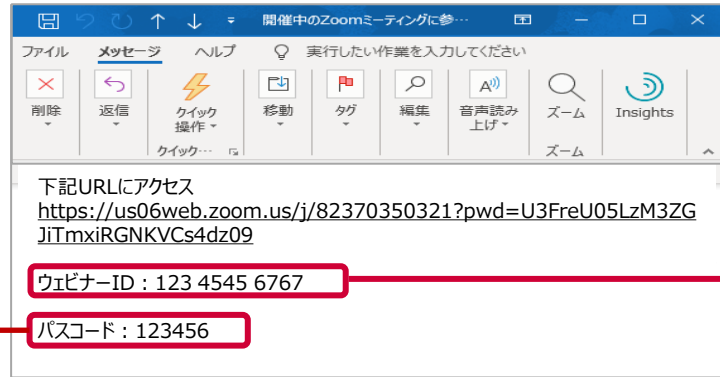 開催中のZoomミーティングに参…
ファイル メッセージ ヘルプ 実行したい作業を入力してください
削除 返信 クイック操作 移動 タグ 編集 音声読み上げ ズーム Insights
クイック… ズーム
下記URLにアクセス
https://us06web.zoom.us/j/82370350321?pwd=U3FreU05LzM3ZG
JiTmxiRGNKVCs4dz09
ウェビナーID：123 4545 6767
パスコード：123456